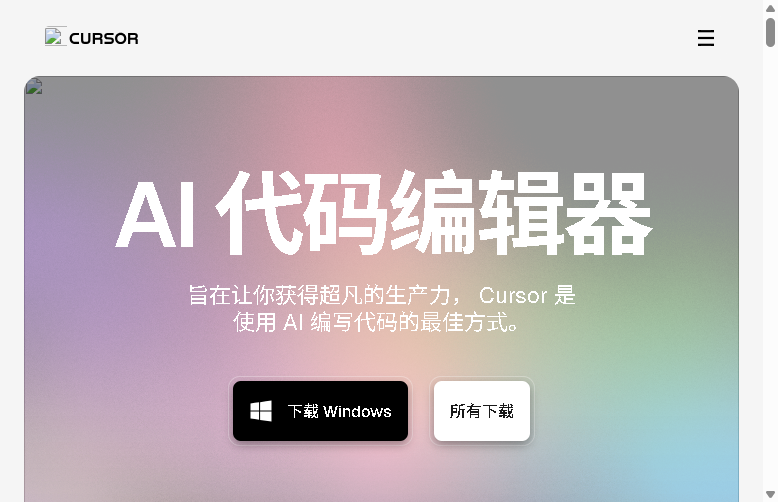 CURSOR
AI 代码编辑器
旨在让你获得超凡的生产力， Cursor 是
使用 AI 编写代码的最佳方式。
下载 Windows
所有下载